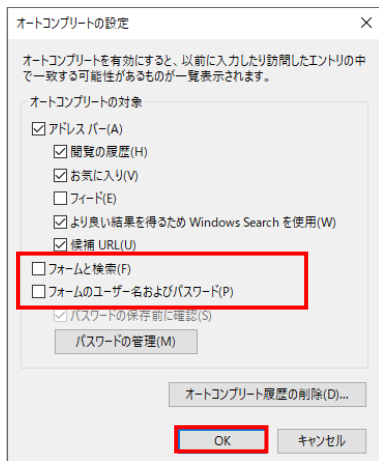 オートコンプリートの設定
オートコンプリートを有効にすると、以前に入力したり訪問したエントリの中
で一致する可能性があるものが一覧表示されます。
オートコンプリートの対象
アドレス バー(A)
閲覧の履歴(H)
お気に入り(V)
フィード(E)
より良い結果を得るため Windows Search を使用(W)
候補 URL(U)
フォームと検索(F)
フォームのユーザー名およびパスワード(P)
パスワードの保存前に確認(S)
パスワードの管理(M)
オートコンプリート履歴の削除(D)...
OK キャンセル